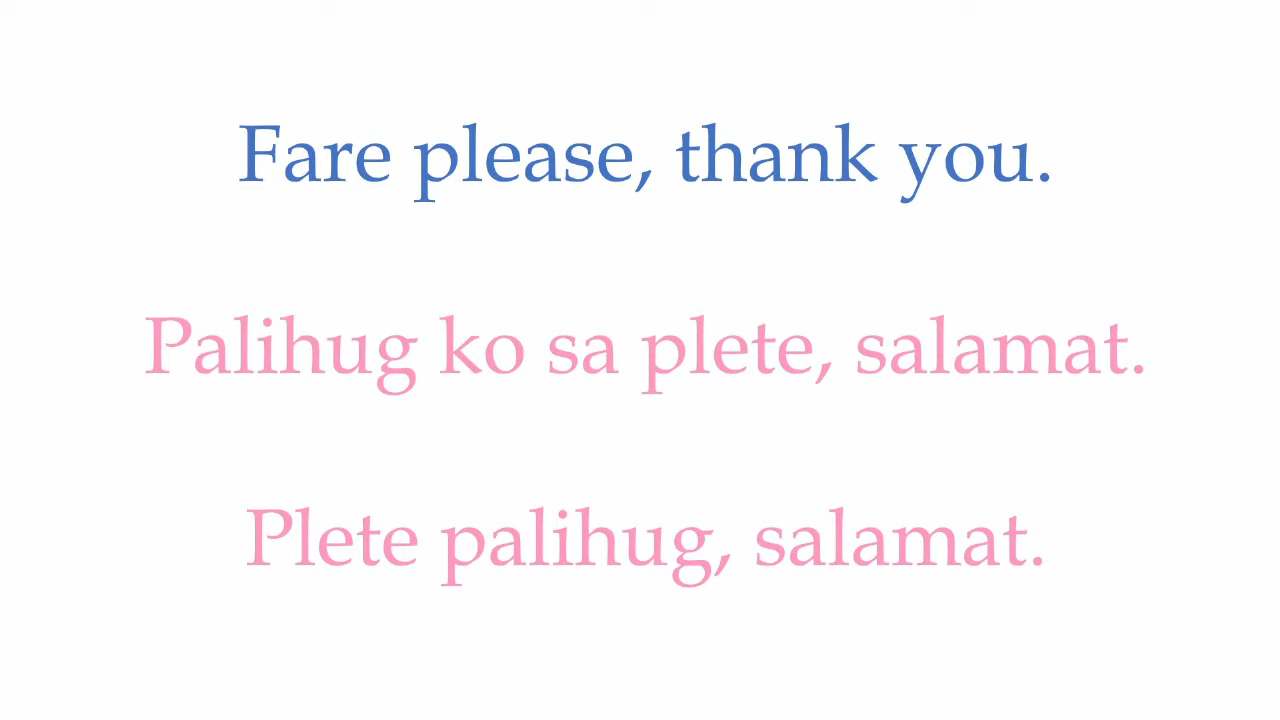 Fare please, thank you.
Palihug ko sa plete, salamat.
Plete palihug, salamat.